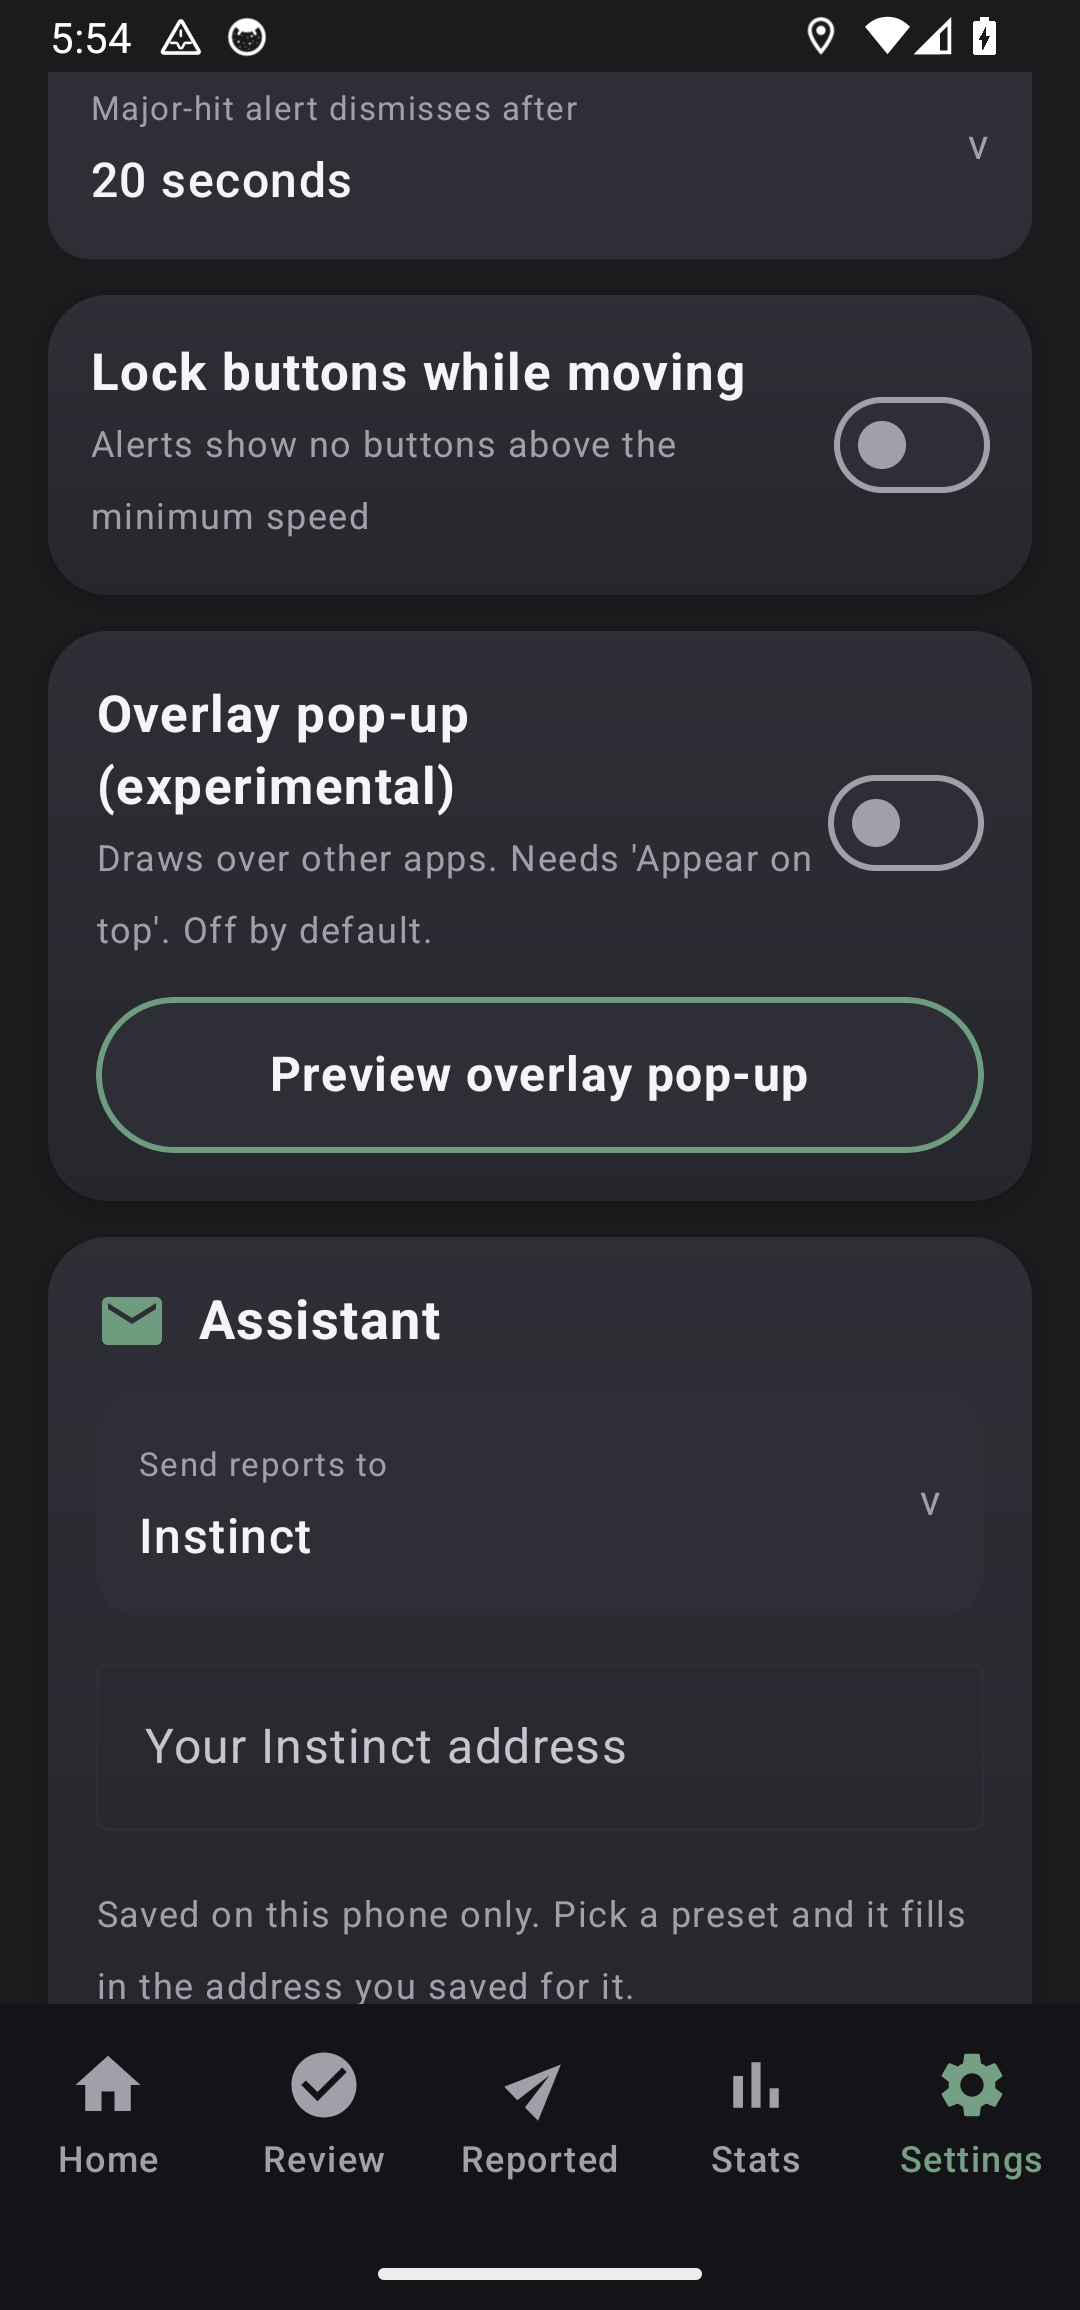 5:54
Major-hit alert dismisses after
20 seconds
v
Lock buttons while moving
Alerts show no buttons above the
minimum speed
Overlay pop-up
(experimental)
Draws over other apps. Needs 'Appear on
top'. Off by default.
Preview overlay pop-up
Assistant
Send reports to
Instinct
v
Your Instinct address
Saved on this phone only. Pick a preset and it fills
in the address you saved for it.
Home
Review
Reported
Stats
Settings